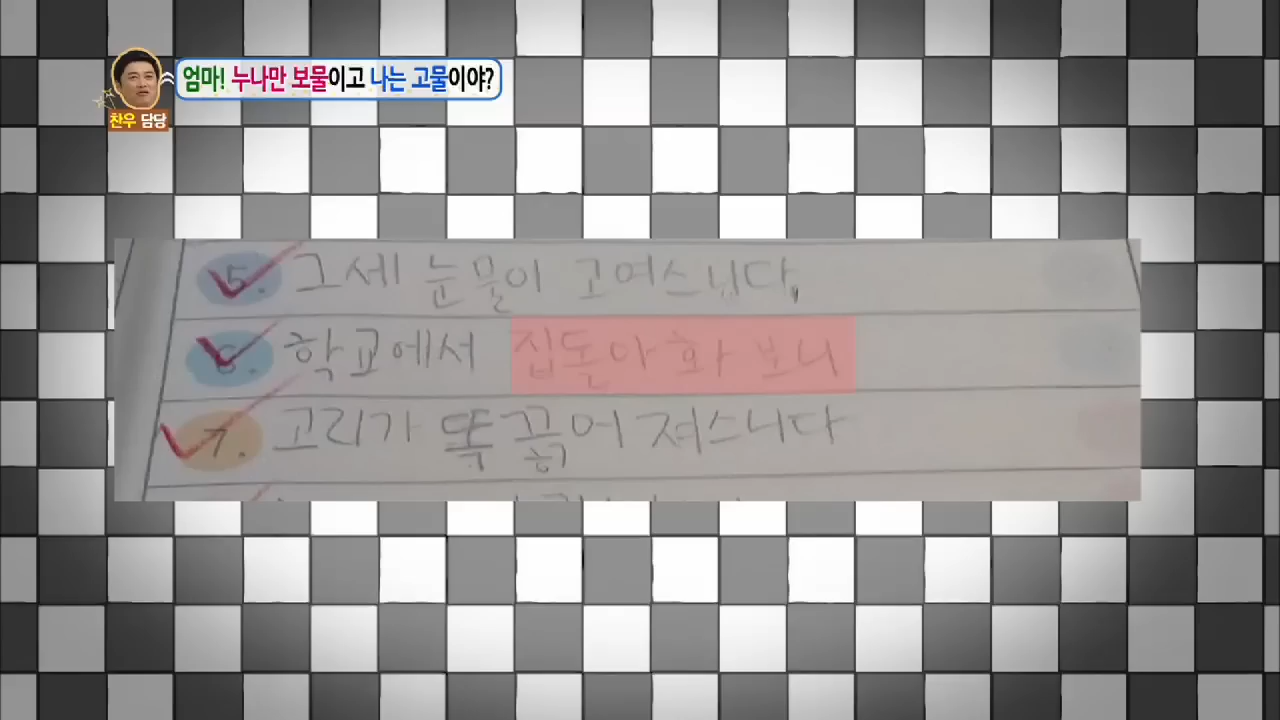 엄마! 누나만 보물이고 나는 고물이야?
찬우 담당
5. 그세 눈물이 고여스니다,
6. 학교에서 집돌아 화 보니
7. 고리가 똑 끍어 져스니다